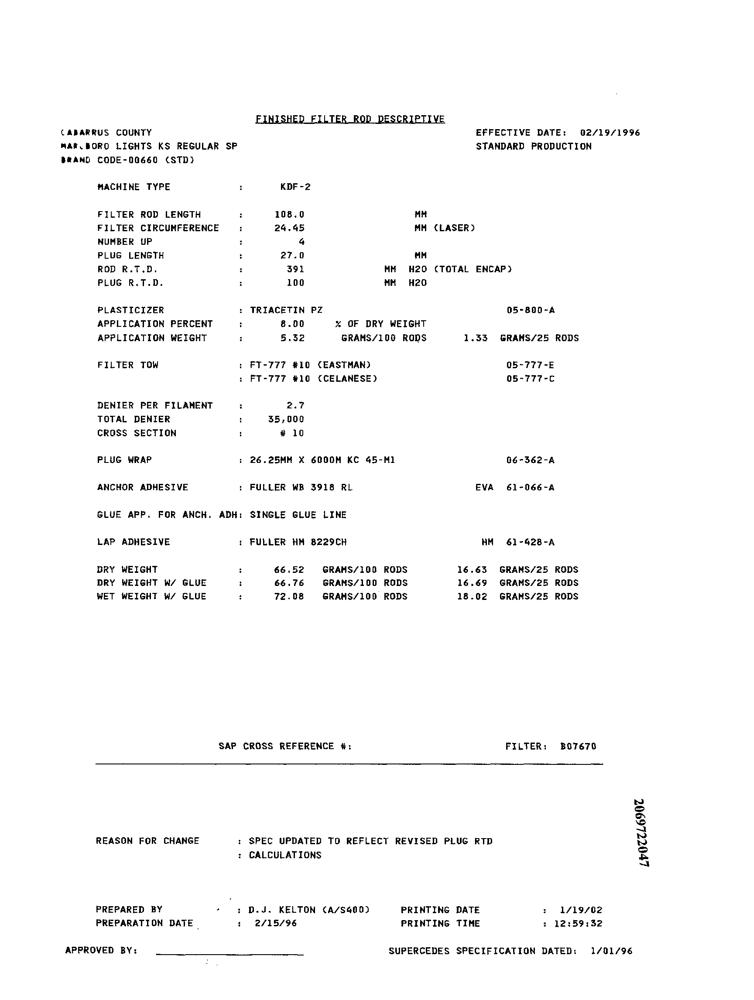 FINISHED FILTER ROD DESCRIPTIVE
CABARRUS COUNTY EFFECTIVE DATE: 02/19/1996
MARLBORO LIGHTS KS REGULAR SP STANDARD PRODUCTION
BRAND CODE-00660 (STD)
MACHINE TYPE : KDF-2
FILTER ROD LENGTH : 108.0 MM
FILTER CIRCUMFERENCE : 24.45 MM (LASER)
NUMBER UP : 4
PLUG LENGTH : 27.0 MM
ROD R.T.D. : 391 MM H2O (TOTAL ENCAP)
PLUG R.T.D. : 100 MM H2O
PLASTICIZER : TRIACETIN PZ 05-800-A
APPLICATION PERCENT : 8.00 % OF DRY WEIGHT
APPLICATION WEIGHT : 5.32 GRAMS/100 RODS 1.33 GRAMS/25 RODS
FILTER TOW : FT-777 #10 (EASTMAN) 05-777-E
: FT-777 #10 (CELANESE) 05-777-C
DENIER PER FILAMENT : 2.7
TOTAL DENIER : 35,000
CROSS SECTION : # 10
PLUG WRAP : 26.25MM X 6000M KC 45-M1 06-362-A
ANCHOR ADHESIVE : FULLER WB 3918 RL EVA 61-066-A
GLUE APP. FOR ANCH. ADH: SINGLE GLUE LINE
LAP ADHESIVE : FULLER HM 8229CH HM 61-428-A
DRY WEIGHT : 66.52 GRAMS/100 RODS 16.63 GRAMS/25 RODS
DRY WEIGHT W/ GLUE : 66.76 GRAMS/100 RODS 16.69 GRAMS/25 RODS
WET WEIGHT W/ GLUE : 72.08 GRAMS/100 RODS 18.02 GRAMS/25 RODS
SAP CROSS REFERENCE #: FILTER: B07670
2069722047
REASON FOR CHANGE : SPEC UPDATED TO REFLECT REVISED PLUG RTD
: CALCULATIONS
PREPARED BY : D.J. KELTON (A/S400) PRINTING DATE : 1/19/02
PREPARATION DATE : 2/15/96 PRINTING TIME : 12:59:32
APPROVED BY: SUPERCEDES SPECIFICATION DATED: 1/01/96